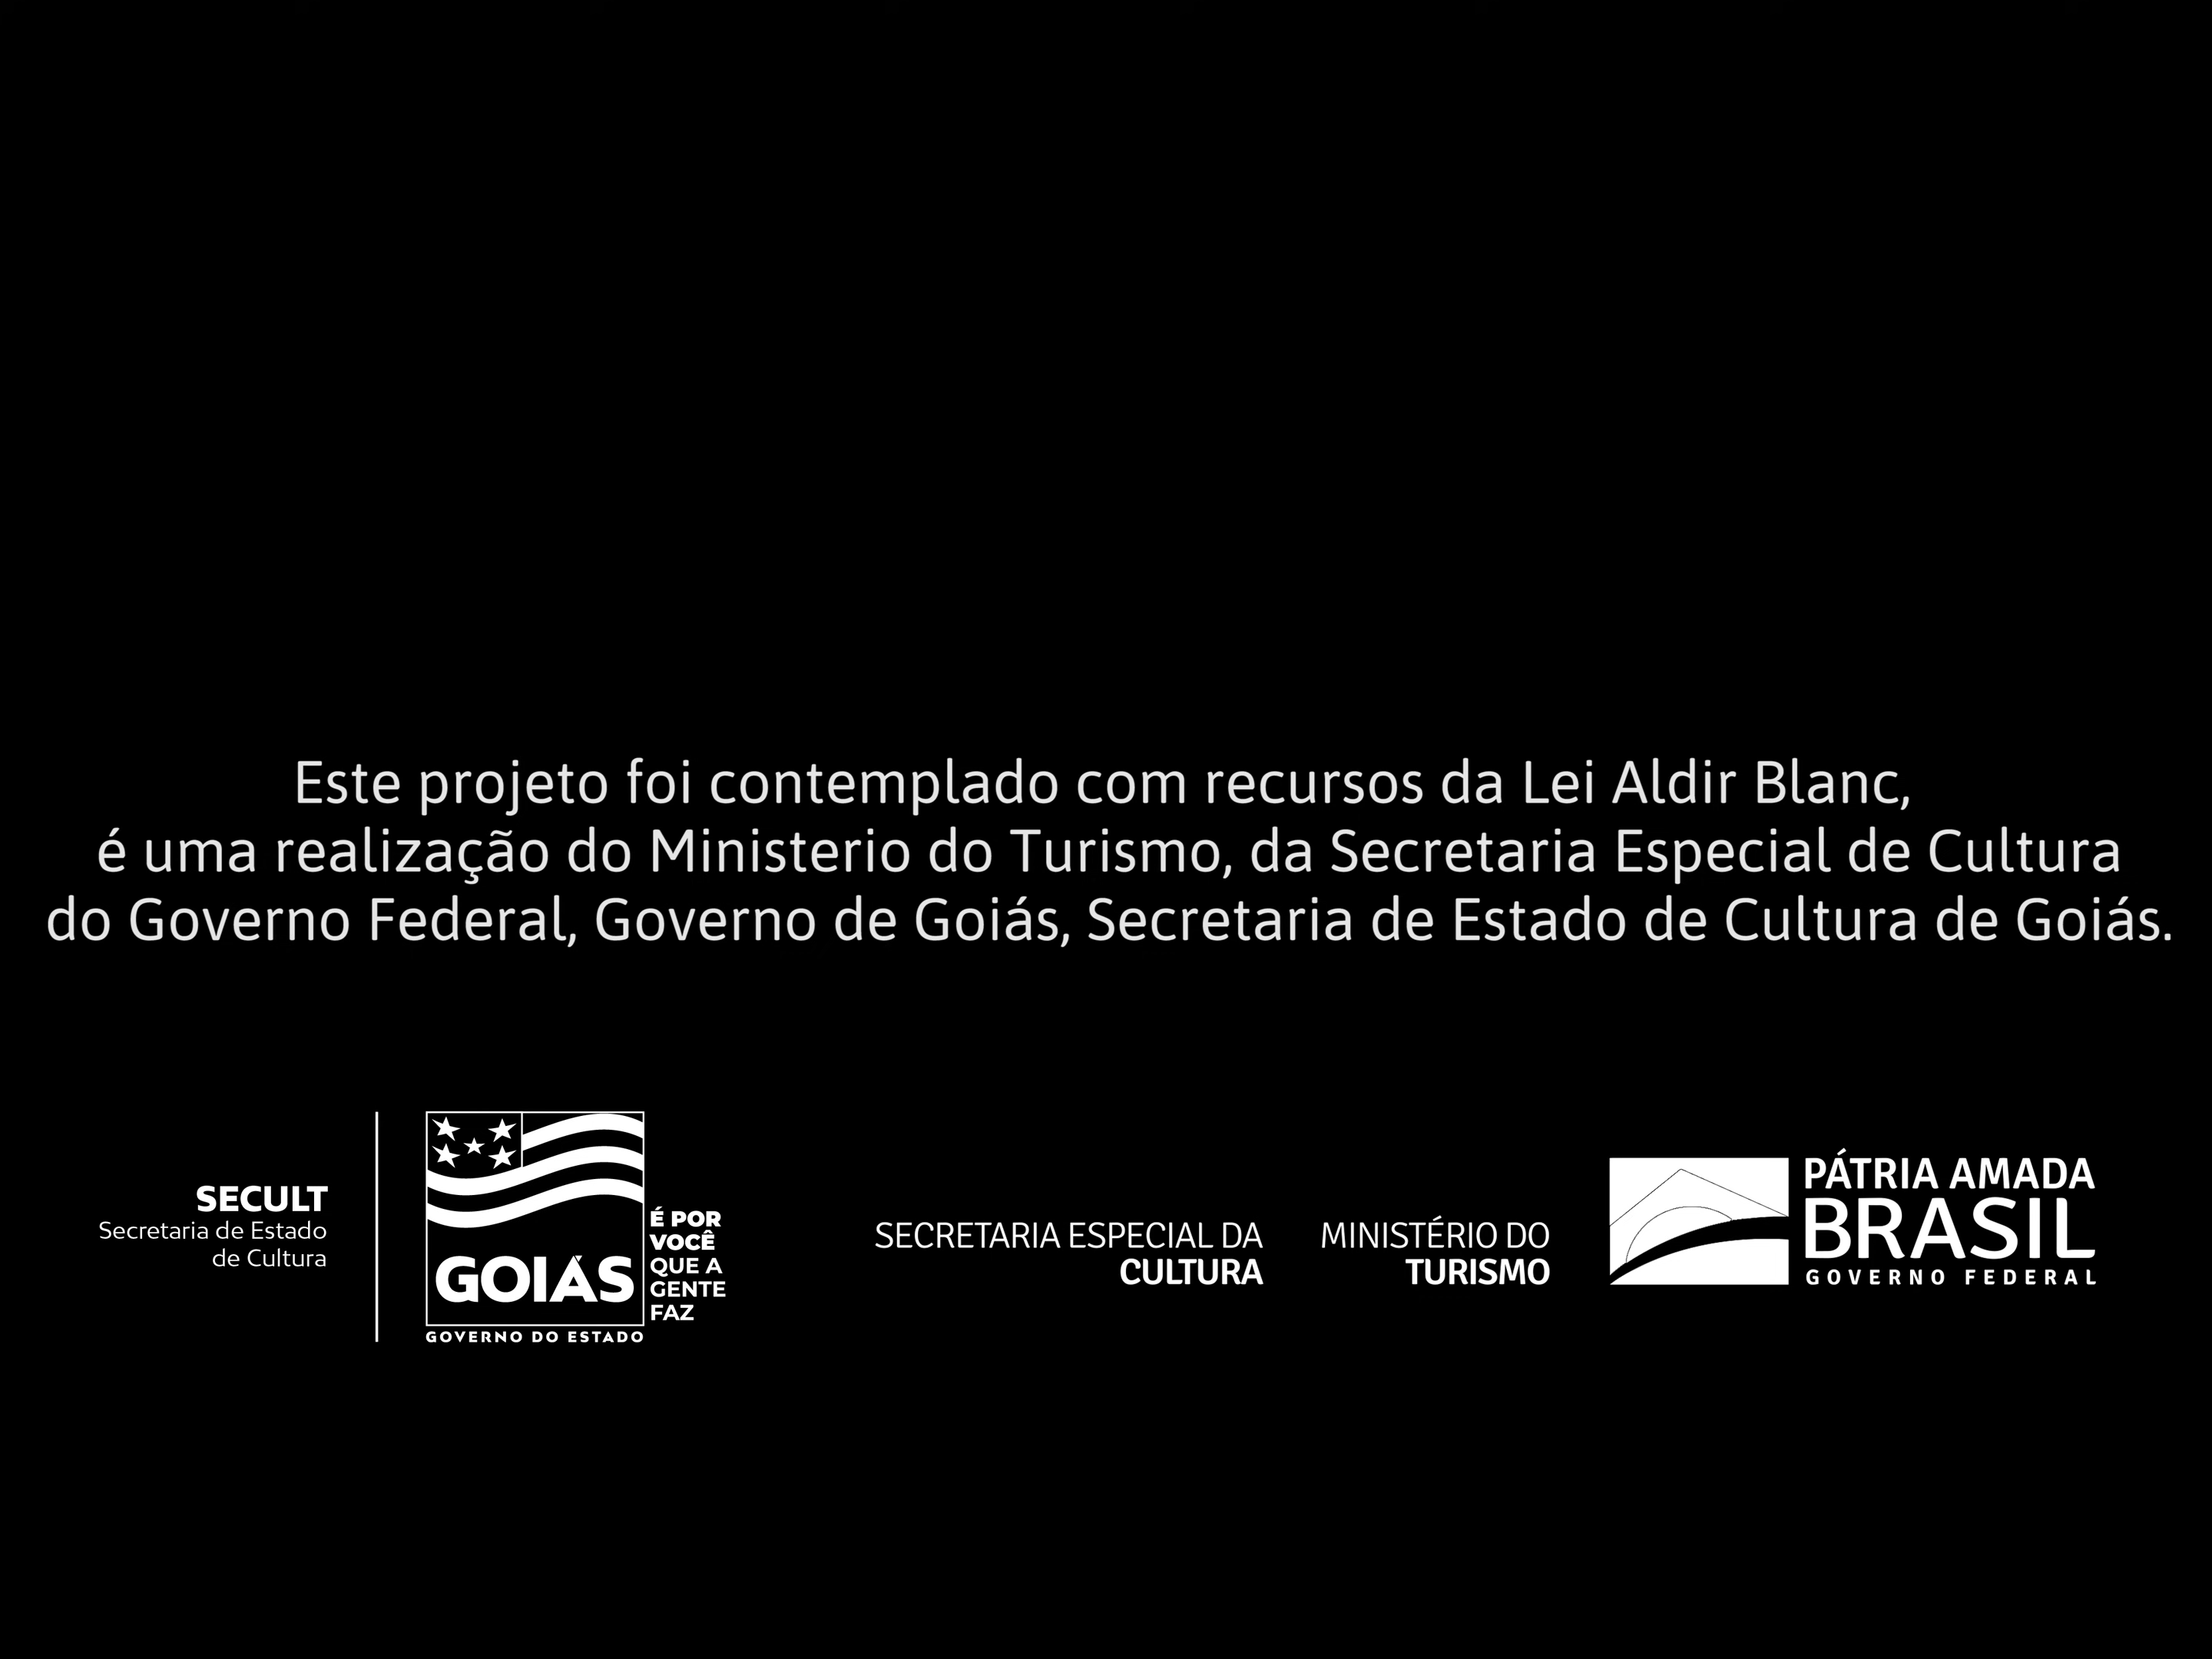 Este projeto foi contemplado com recursos da Lei Aldir Blanc,
é uma realização do Ministerio do Turismo, da Secretaria Especial de Cultura
do Governo Federal, Governo de Goiás, Secretaria de Estado de Cultura de Goiás.
SECULT
Secretaria de Estado
de Cultura
GOIÁS
GOVERNO DO ESTADO
É POR
VOCÊ
QUE A
GENTE
FAZ
SECRETARIA ESPECIAL DA
CULTURA
MINISTÉRIO DO
TURISMO
PÁTRIA AMADA
BRASIL
GOVERNO FEDERAL